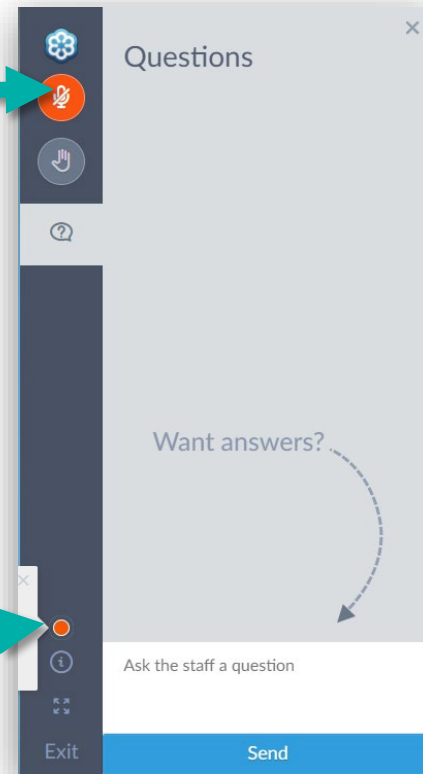 Questions
Want answers?
Ask the staff a question
Exit
Send